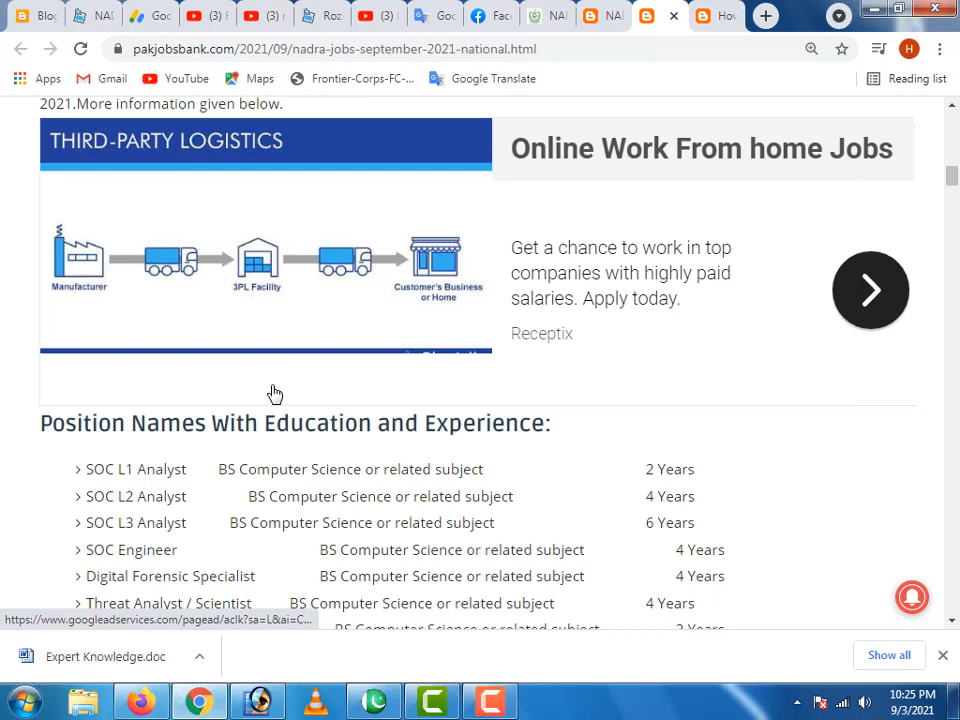 Blog
NAD
Goo
(3) E
(3) r
Roz
(3) (
Goo
Face
NAI
NAI
Hov
pakjobsbank.com/2021/09/nadra-jobs-september-2021-national.html
H
Apps
Gmail
YouTube
Maps
Frontier-Corps-FC-...
Google Translate
Reading list
2021.More information given below.
THIRD-PARTY LOGISTICS
Manufacturer
3PL Facility
Customer's Business
or Home
Online Work From home Jobs
Get a chance to work in top
companies with highly paid
salaries. Apply today.
Receptix
Position Names With Education and Experience:
SOC L1 Analyst BS Computer Science or related subject 2 Years
SOC L2 Analyst BS Computer Science or related subject 4 Years
SOC L3 Analyst BS Computer Science or related subject 6 Years
SOC Engineer BS Computer Science or related subject 4 Years
Digital Forensic Specialist BS Computer Science or related subject 4 Years
Threat Analyst / Scientist BS Computer Science or related subject 4 Years
https://www.googleadservices.com/pagead/aclk?sa=L&ai=C...
Expert Knowledge.doc
Show all
10:25 PM
9/3/2021